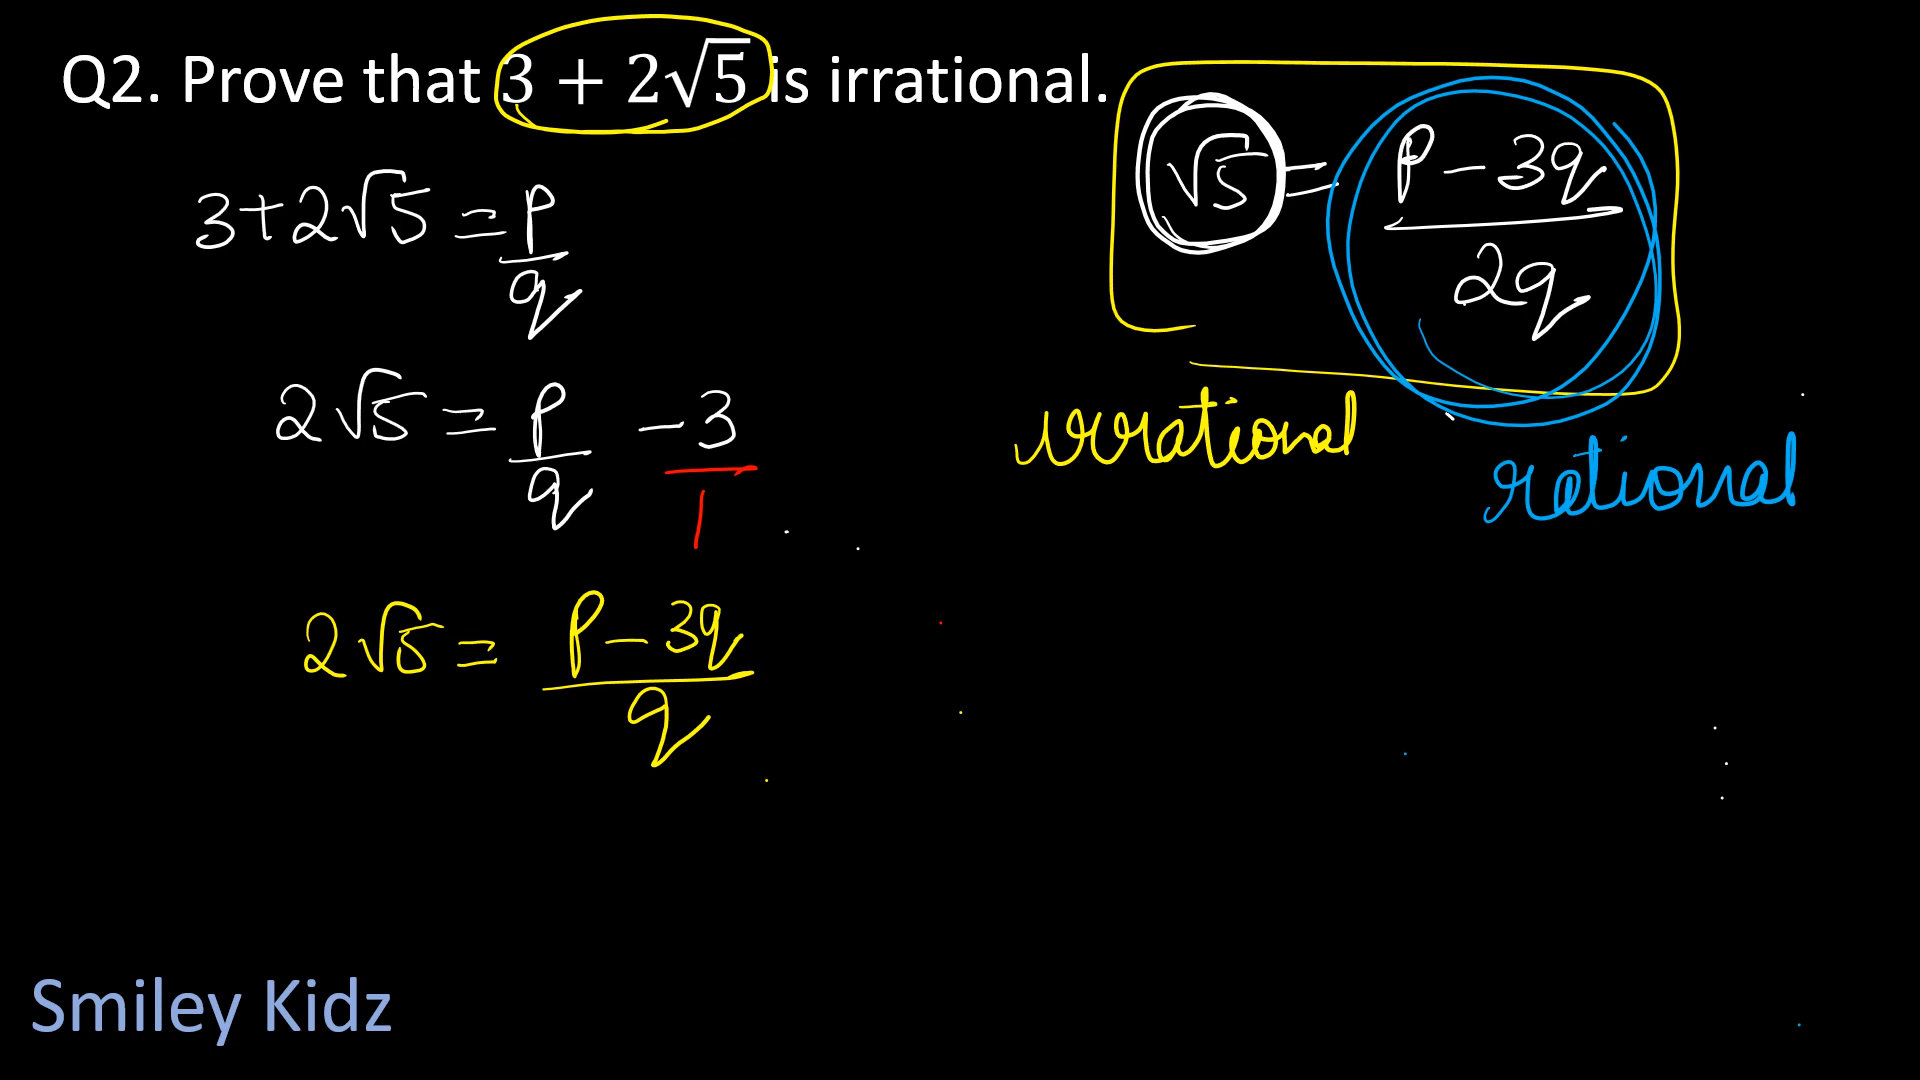 Q2. Prove that 3 + 2√5 is irrational.
3+2√5 = p/q
2√5 = p/q - 3/1
2√5 = p-3q/q
√5 = p-3q/2q
irrational
rational
Smiley Kidz